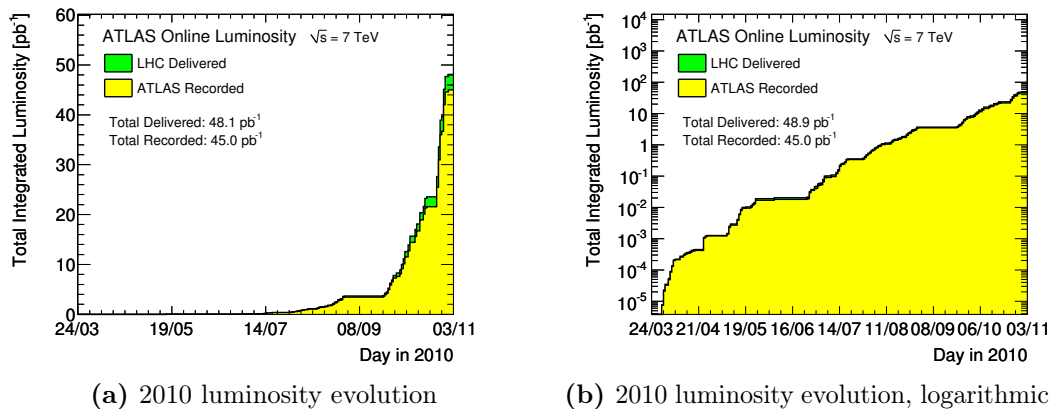 Total Integrated Luminosity [pb⁻¹]
60
50
40
30
20
10
0
ATLAS Online Luminosity √s = 7 TeV
LHC Delivered
ATLAS Recorded
Total Delivered: 48.1 pb⁻¹
Total Recorded: 45.0 pb⁻¹
24/03 19/05 14/07 08/09 03/11
Day in 2010
(a) 2010 luminosity evolution
Total Integrated Luminosity [pb⁻¹]
10⁴
10³
10²
10
1
10⁻¹
10⁻²
10⁻³
10⁻⁴
10⁻⁵
ATLAS Online Luminosity √s = 7 TeV
LHC Delivered
ATLAS Recorded
Total Delivered: 48.9 pb⁻¹
Total Recorded: 45.0 pb⁻¹
24/03 21/04 19/05 16/06 14/07 11/08 08/09 06/10 03/11
Day in 2010
(b) 2010 luminosity evolution, logarithmic